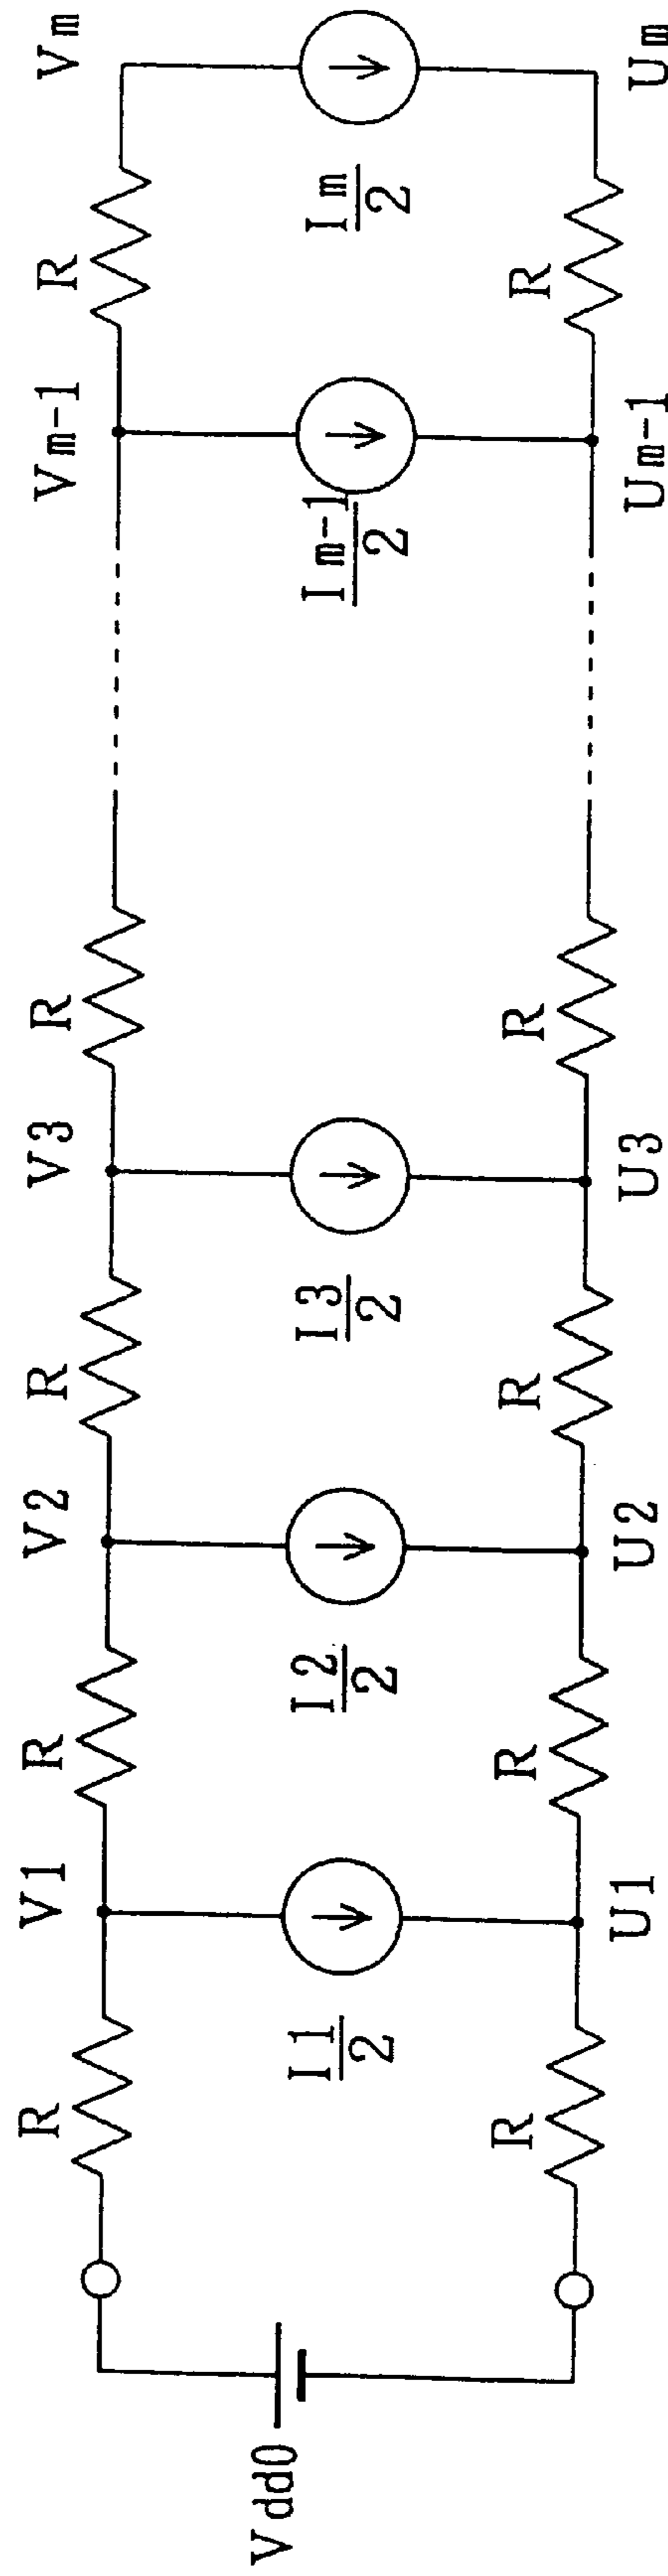 V1 V2 V3 Vm-1 Vm
R R R R R
Vdd0
I1/2 I2/2 I3/2 Im-1/2 Im/2
R R R R R
U1 U2 U3 Um-1 Um